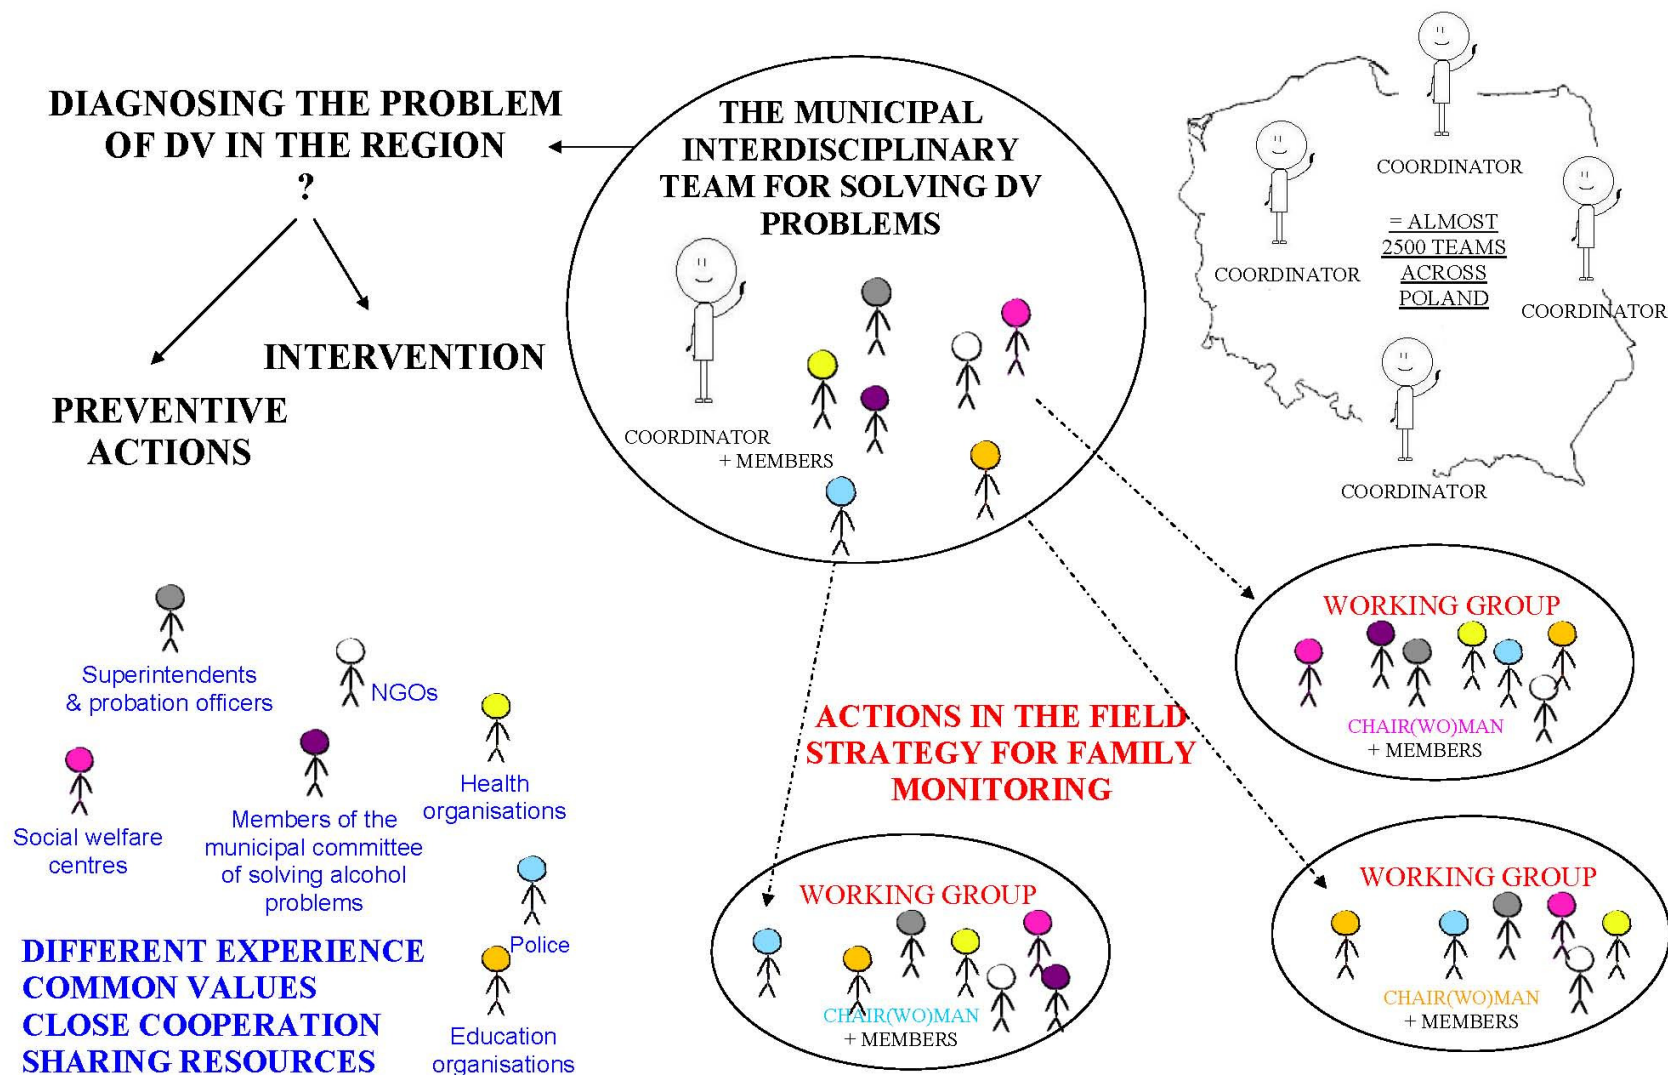 DIAGNOSING THE PROBLEM
OF DV IN THE REGION
?
INTERVENTION
PREVENTIVE
ACTIONS
THE MUNICIPAL
INTERDISCIPLINARY
TEAM FOR SOLVING DV
PROBLEMS
COORDINATOR
+ MEMBERS
COORDINATOR
COORDINATOR
COORDINATOR
COORDINATOR
= ALMOST
2500 TEAMS
ACROSS
POLAND
Superintendents
& probation officers
NGOs
Social welfare
centres
Members of the
municipal committee
of solving alcohol
problems
Health
organisations
Police
Education
organisations
DIFFERENT EXPERIENCE
COMMON VALUES
CLOSE COOPERATION
SHARING RESOURCES
ACTIONS IN THE FIELD
STRATEGY FOR FAMILY
MONITORING
WORKING GROUP
CHAIR(WO)MAN
+ MEMBERS
WORKING GROUP
CHAIR(WO)MAN
+ MEMBERS
WORKING GROUP
CHAIR(WO)MAN
+ MEMBERS